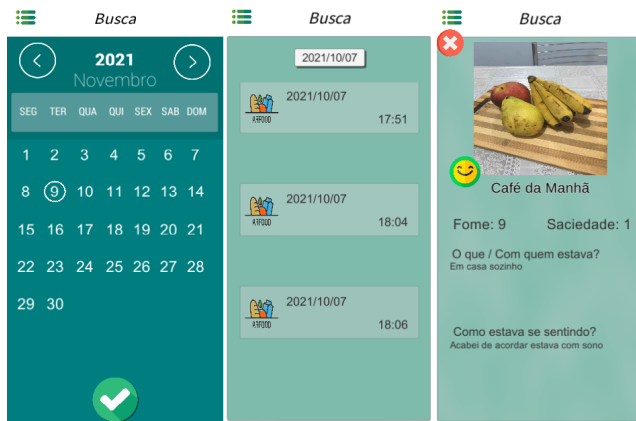 Busca
2021
Novembro
SEG TER QUA QUI SEX SAB DOM
1 2 3 4 5 6 7
8 9 10 11 12 13 14
15 16 17 18 19 20 21
22 23 24 25 26 27 28
29 30
Busca
2021/10/07
2021/10/07
ARFOOD
17:51
2021/10/07
ARFOOD
18:04
2021/10/07
ARFOOD
18:06
Busca
Café da Manhã
Fome: 9 Saciedade: 1
O que / Com quem estava?
Em casa sozinho
Como estava se sentindo?
Acabei de acordar estava com sono